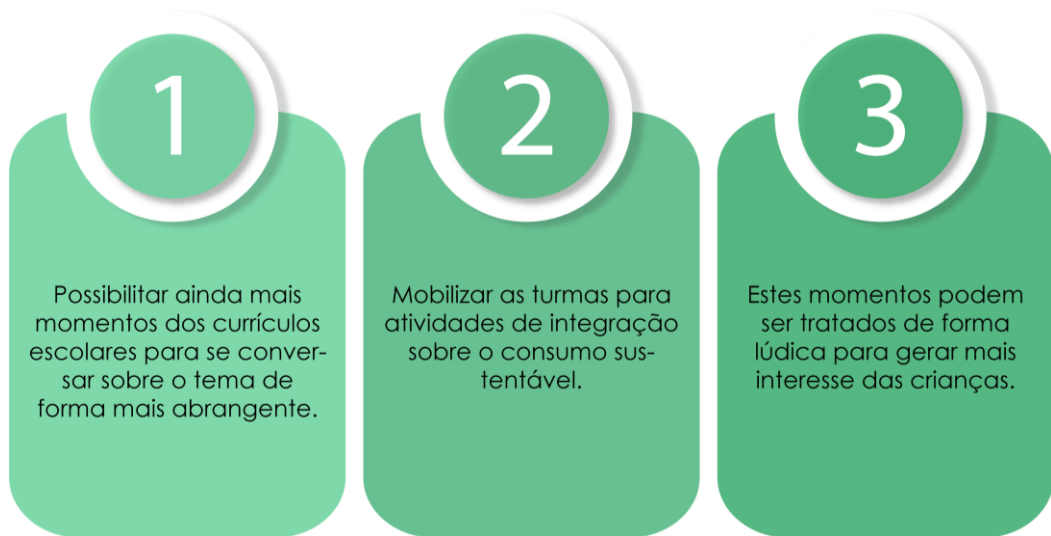 1
Possibilitar ainda mais
momentos dos currículos
escolares para se conver-
sar sobre o tema de
forma mais abrangente.
2
Mobilizar as turmas para
atividades de integração
sobre o consumo sus-
tentável.
3
Estes momentos podem
ser tratados de forma
lúdica para gerar mais
interesse das crianças.